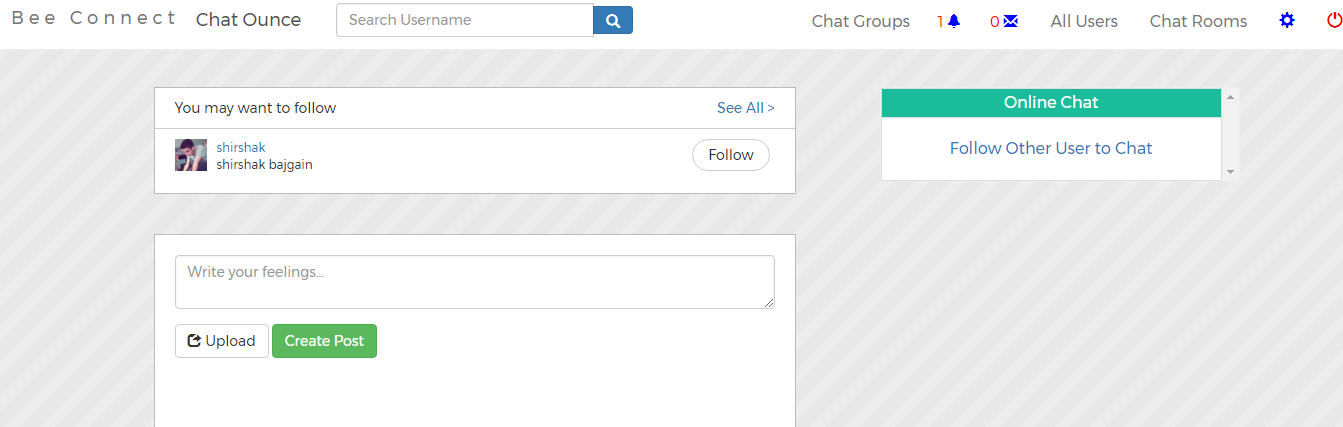 Bee Connect Chat Ounce Search Username Chat Groups 1 0 All Users Chat Rooms
You may want to follow See All >
shirshak
shirshak bajgain
Follow
Online Chat
Follow Other User to Chat
Write your feelings...
Upload Create Post